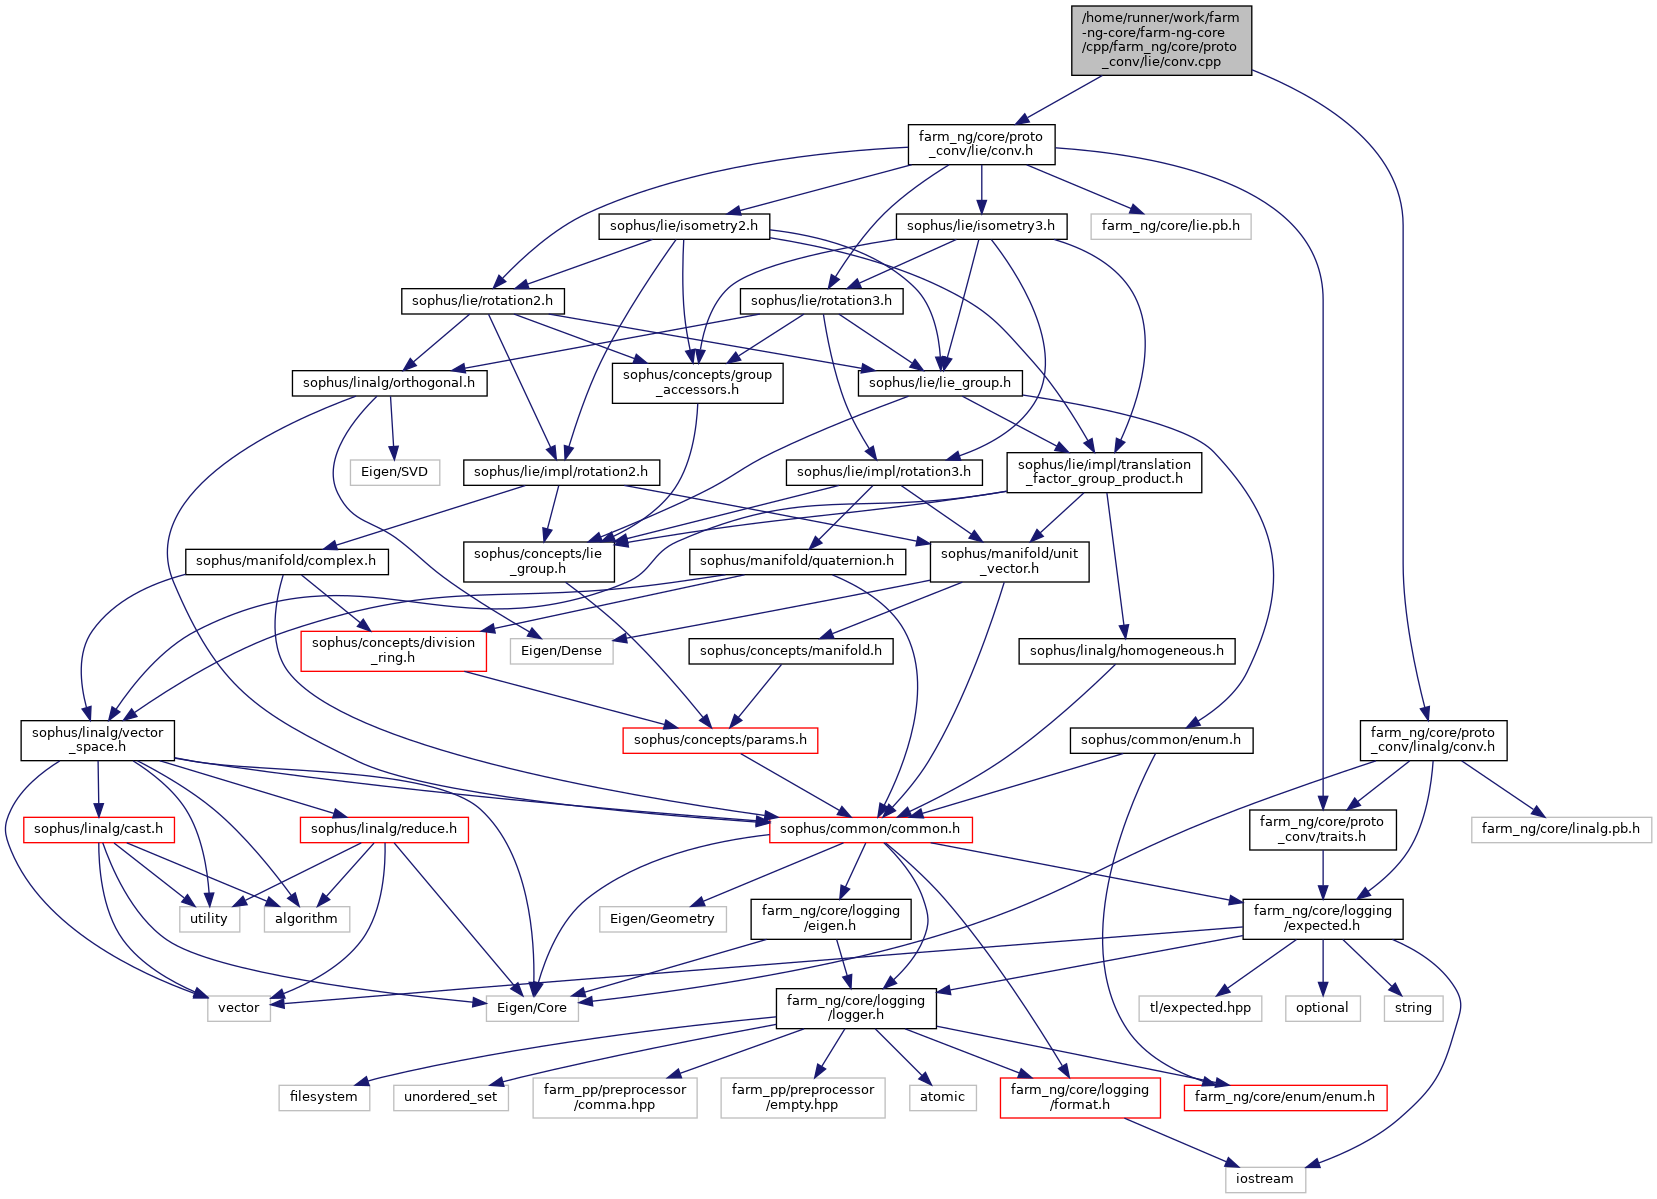 /home/runner/work/farm
-ng-core/farm-ng-core
/cpp/farm_ng/core/proto
_conv/lie/conv.cpp
farm_ng/core/proto
_conv/lie/conv.h
sophus/lie/isometry2.h
sophus/lie/isometry3.h
farm_ng/core/lie.pb.h
sophus/lie/rotation2.h
sophus/lie/rotation3.h
sophus/linalg/orthogonal.h
sophus/concepts/group
_accessors.h
sophus/lie/lie_group.h
Eigen/SVD
sophus/lie/impl/rotation2.h
sophus/lie/impl/rotation3.h
sophus/lie/impl/translation
_factor_group_product.h
sophus/manifold/complex.h
sophus/concepts/lie
_group.h
sophus/manifold/quaternion.h
sophus/manifold/unit
_vector.h
sophus/concepts/division
_ring.h
Eigen/Dense
sophus/concepts/manifold.h
sophus/linalg/homogeneous.h
sophus/linalg/vector
_space.h
sophus/concepts/params.h
sophus/common/enum.h
farm_ng/core/proto
_conv/linalg/conv.h
sophus/linalg/cast.h
sophus/linalg/reduce.h
sophus/common/common.h
farm_ng/core/proto
_conv/traits.h
farm_ng/core/linalg.pb.h
utility
algorithm
Eigen/Geometry
farm_ng/core/logging
/eigen.h
farm_ng/core/logging
/expected.h
vector
Eigen/Core
farm_ng/core/logging
/logger.h
tl/expected.hpp
optional
string
filesystem
unordered_set
farm_pp/preprocessor
/comma.hpp
farm_pp/preprocessor
/empty.hpp
atomic
farm_ng/core/logging
/format.h
farm_ng/core/enum/enum.h
iostream